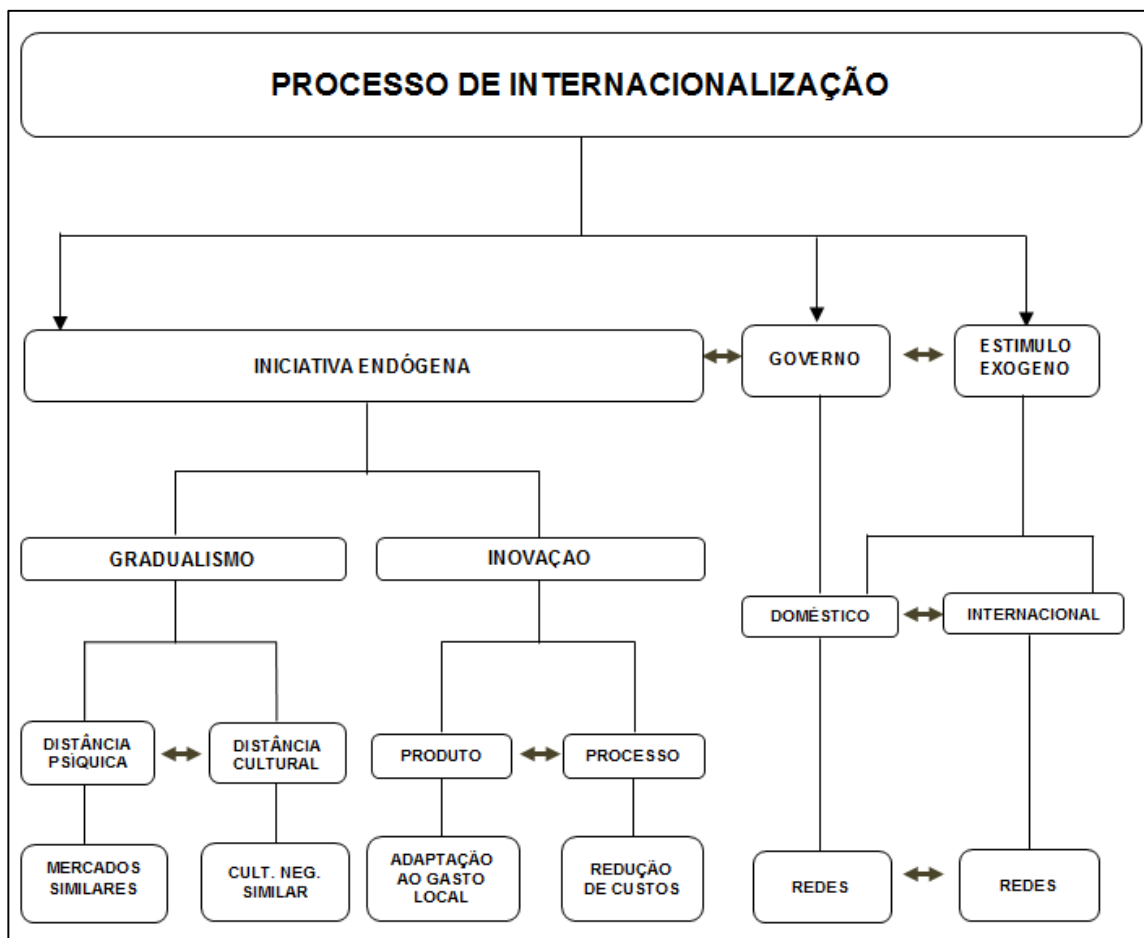 PROCESSO DE INTERNACIONALIZAÇÃO
INICIATIVA ENDÓGENA
GOVERNO
ESTIMULO
EXOGENO
GRADUALISMO
INOVAÇAO
DOMÉSTICO
INTERNACIONAL
DISTÂNCIA
PSÍQUICA
DISTÂNCIA
CULTURAL
PRODUTO
PROCESSO
MERCADOS
SIMILARES
CULT. NEG.
SIMILAR
ADAPTAÇÃO
AO GASTO
LOCAL
REDUÇÃO
DE CUSTOS
REDES
REDES